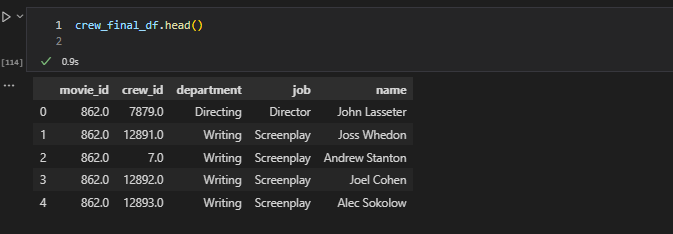 1 crew_final_df.head()
2
[114] ✓ 0.9s
... movie_id crew_id department job name
0 862.0 7879.0 Directing Director John Lasseter
1 862.0 12891.0 Writing Screenplay Joss Whedon
2 862.0 7.0 Writing Screenplay Andrew Stanton
3 862.0 12892.0 Writing Screenplay Joel Cohen
4 862.0 12893.0 Writing Screenplay Alec Sokolow